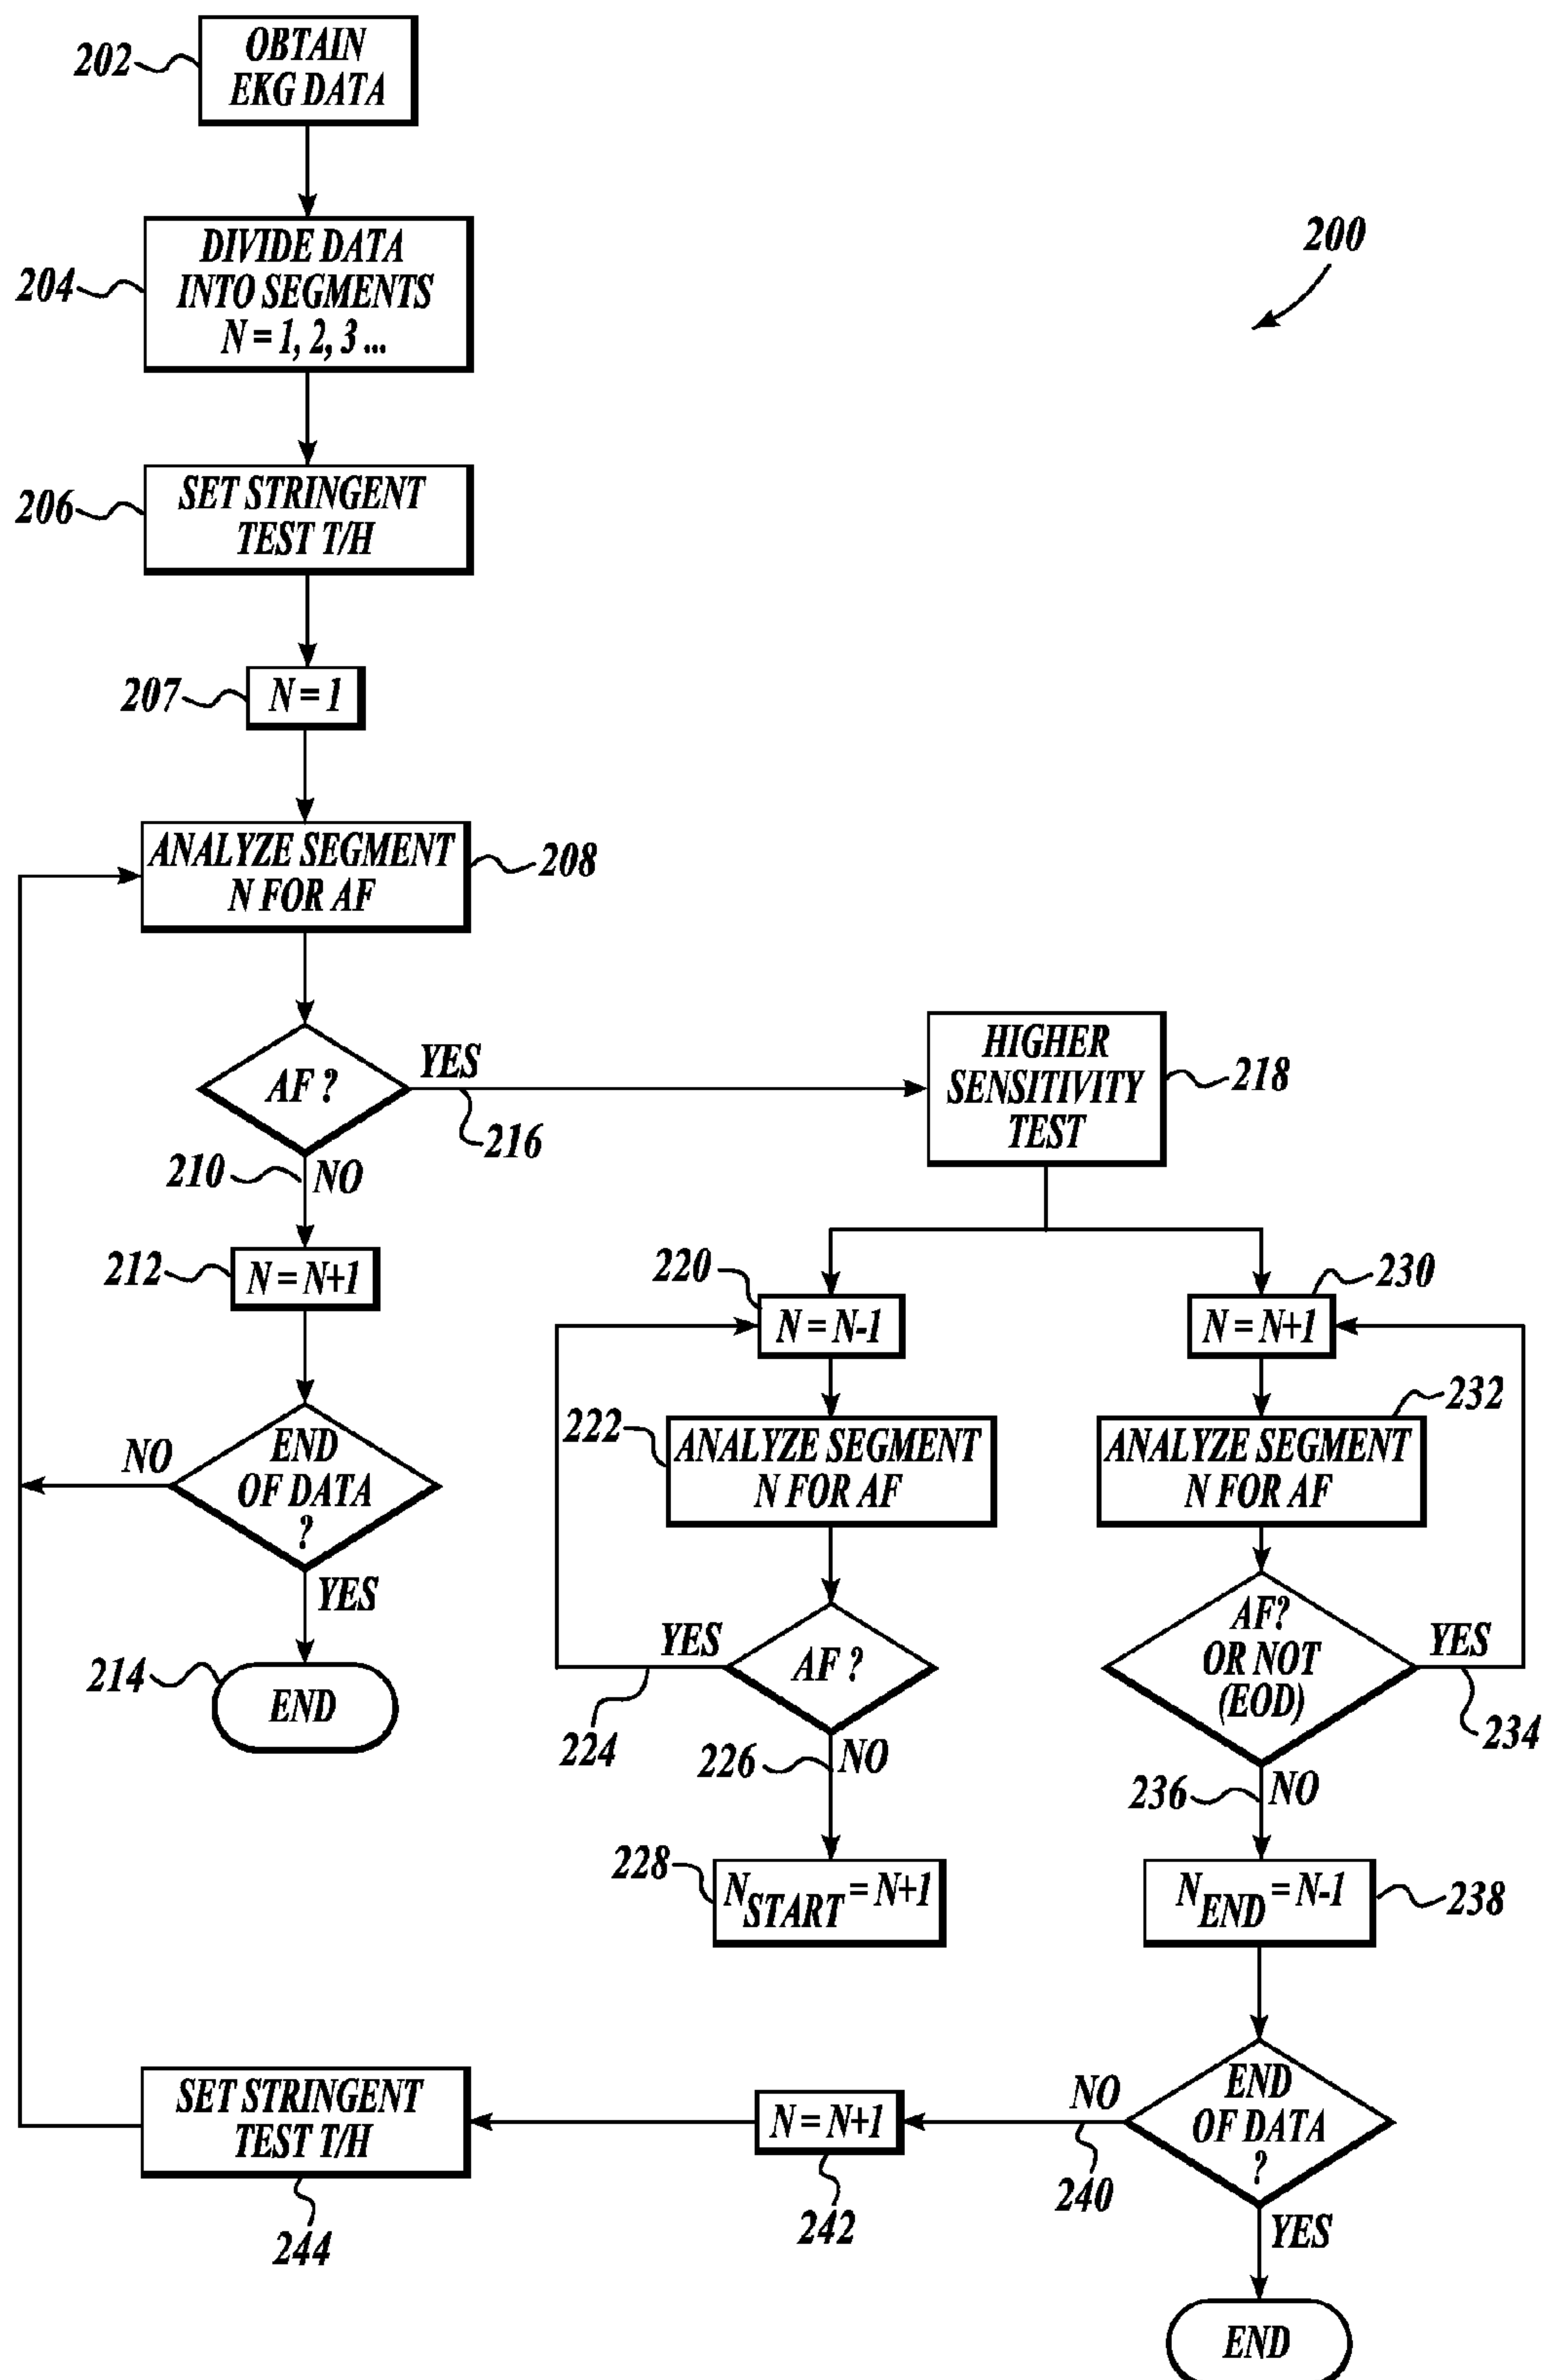 202
OBTAIN
EKG DATA
204
DIVIDE DATA
INTO SEGMENTS
N = 1, 2, 3 ...
200
206
SET STRINGENT
TEST T/H
207
N = 1
ANALYZE SEGMENT
N FOR AF
208
AF ?
YES
216
HIGHER
SENSITIVITY
TEST
218
210
NO
212
N = N+1
END
OF DATA
?
NO
YES
214
END
220
N = N-1
222
ANALYZE SEGMENT
N FOR AF
AF ?
YES
224
226
NO
228
N START = N+1
230
N = N+1
232
ANALYZE SEGMENT
N FOR AF
AF?
OR NOT
(EOD)
YES
234
236
NO
N END = N-1
238
END
OF DATA
?
NO
240
YES
END
N = N+1
242
SET STRINGENT
TEST T/H
244